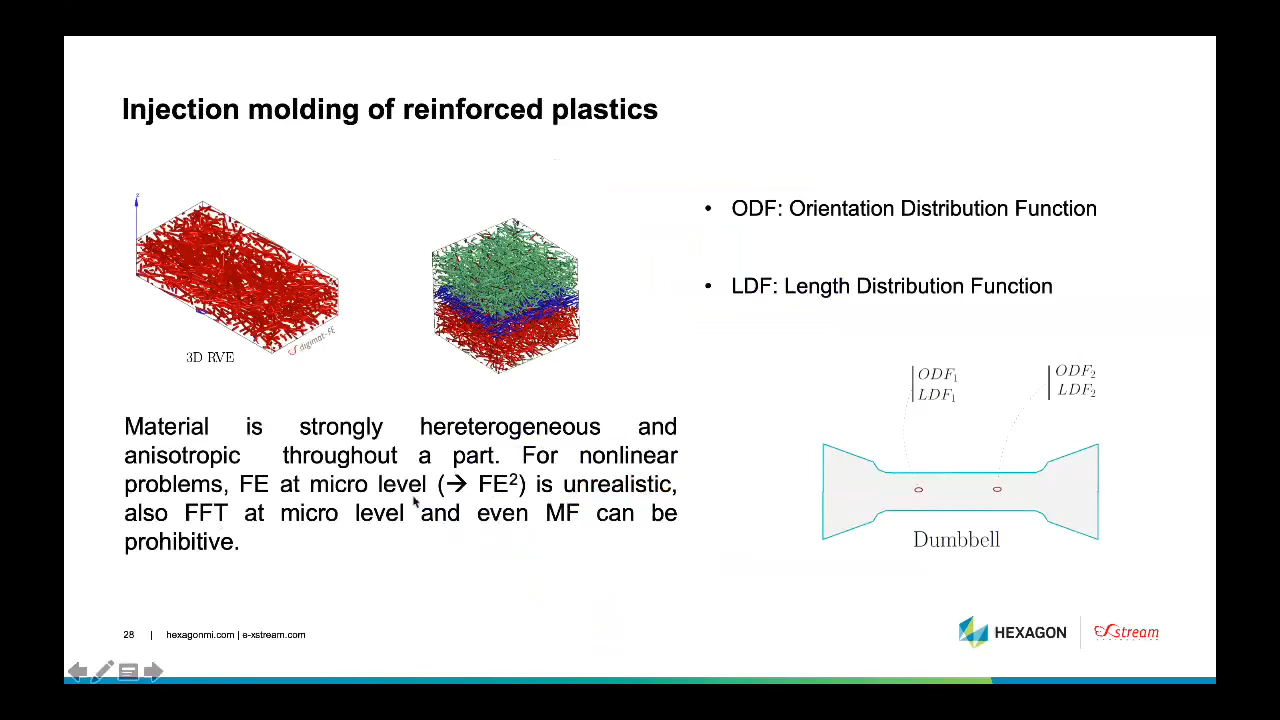 Injection molding of reinforced plastics
z
digimat-FE
3D RVE
• ODF: Orientation Distribution Function
• LDF: Length Distribution Function
Material is strongly hereterogeneous and
anisotropic throughout a part. For nonlinear
problems, FE at micro level (→ FE²) is unrealistic,
also FFT at micro level and even MF can be
prohibitive.
ODF₁
LDF₁
ODF₂
LDF₂
Dumbbell
28 | hexagonmi.com | e-xstream.com
HEXAGON
stream